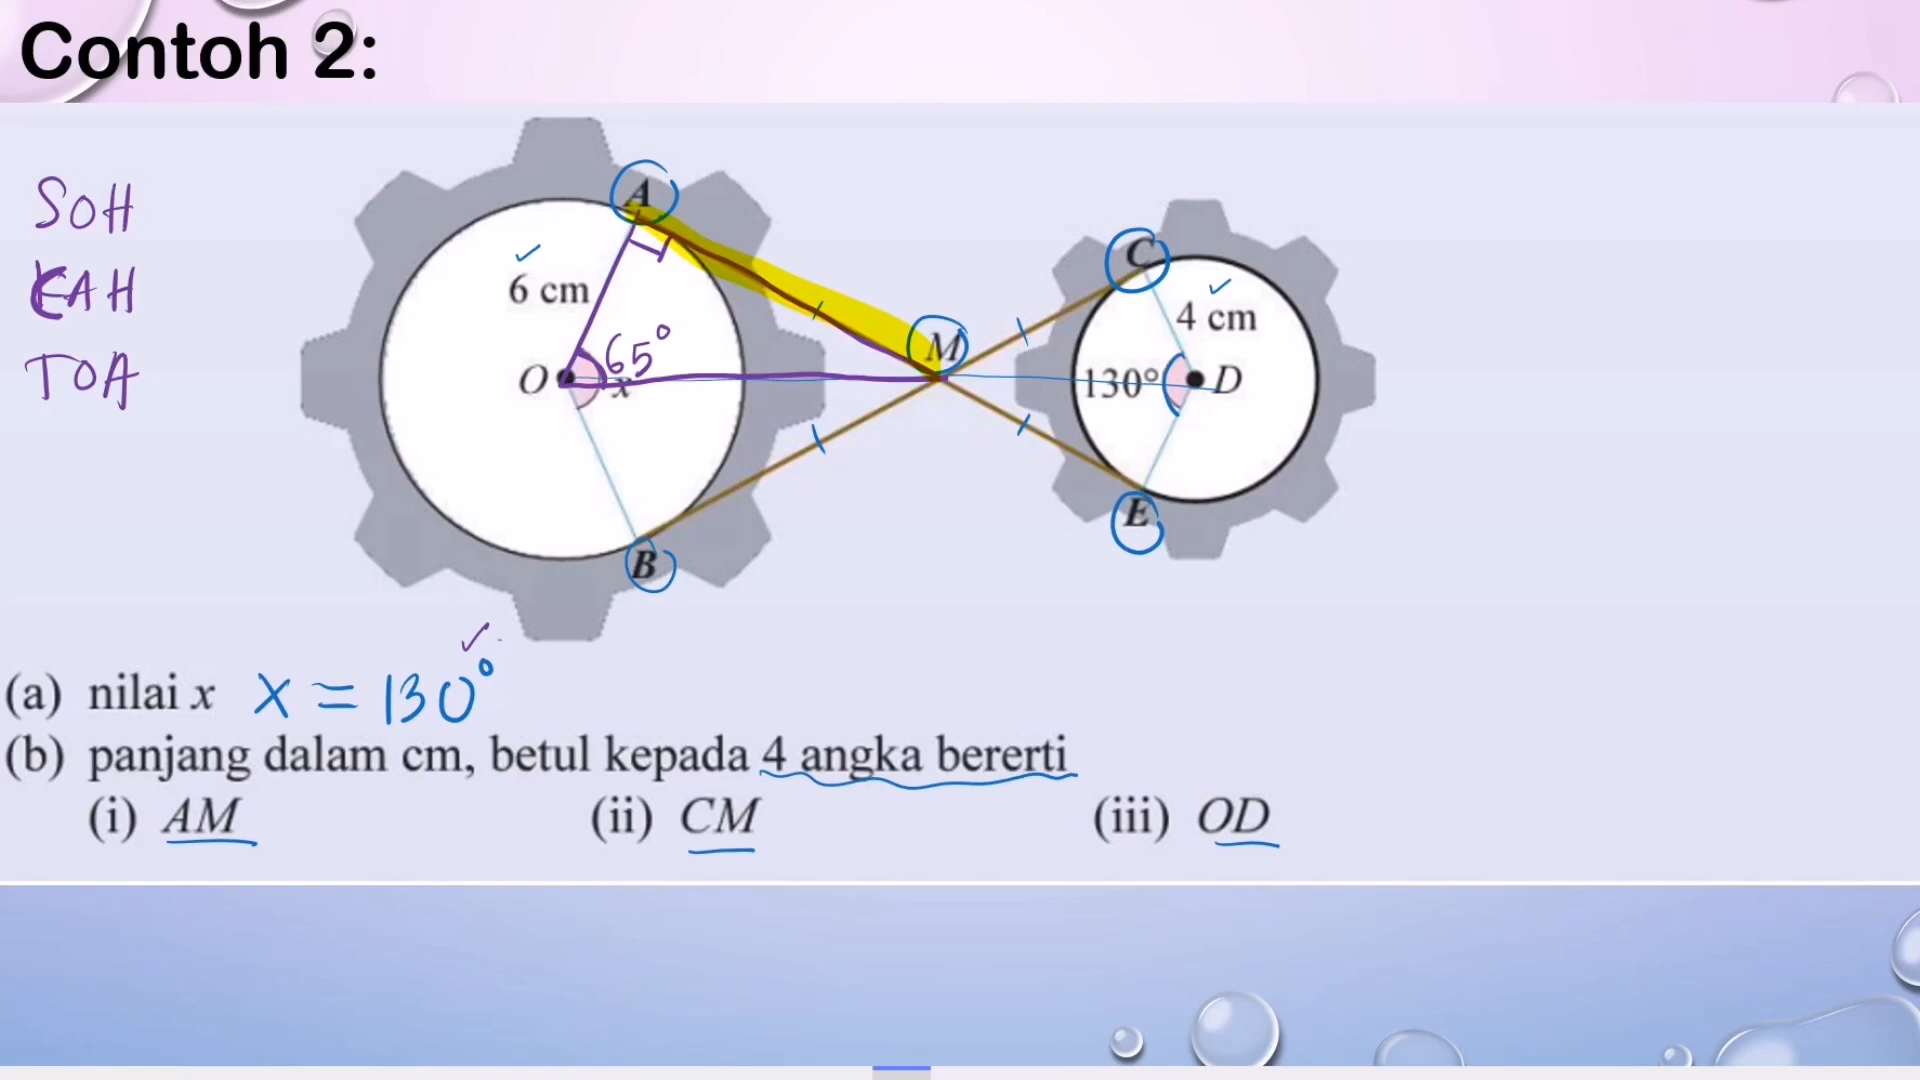 Contoh 2:
SOH
CAH
TOA
A
6 cm
65°
O
x
B
M
C
4 cm
130°
D
E
(a) nilai x x = 130°
(b) panjang dalam cm, betul kepada 4 angka bererti
(i) AM (ii) CM (iii) OD